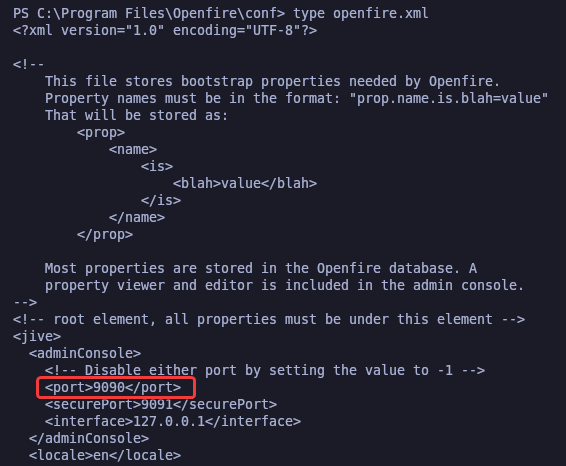 PS C:\Program Files\Openfire\conf> type openfire.xml
<?xml version="1.0" encoding="UTF-8"?>
<!--
This file stores bootstrap properties needed by Openfire.
Property names must be in the format: "prop.name.is.blah=value"
That will be stored as:
<prop>
<name>
<is>
<blah>value</blah>
</is>
</name>
</prop>
Most properties are stored in the Openfire database. A
property viewer and editor is included in the admin console.
-->
<!-- root element, all properties must be under this element -->
<jive>
<adminConsole>
<!-- Disable either port by setting the value to -1 -->
<port>9090</port>
<securePort>9091</securePort>
<interface>127.0.0.1</interface>
</adminConsole>
<locale>en</locale>